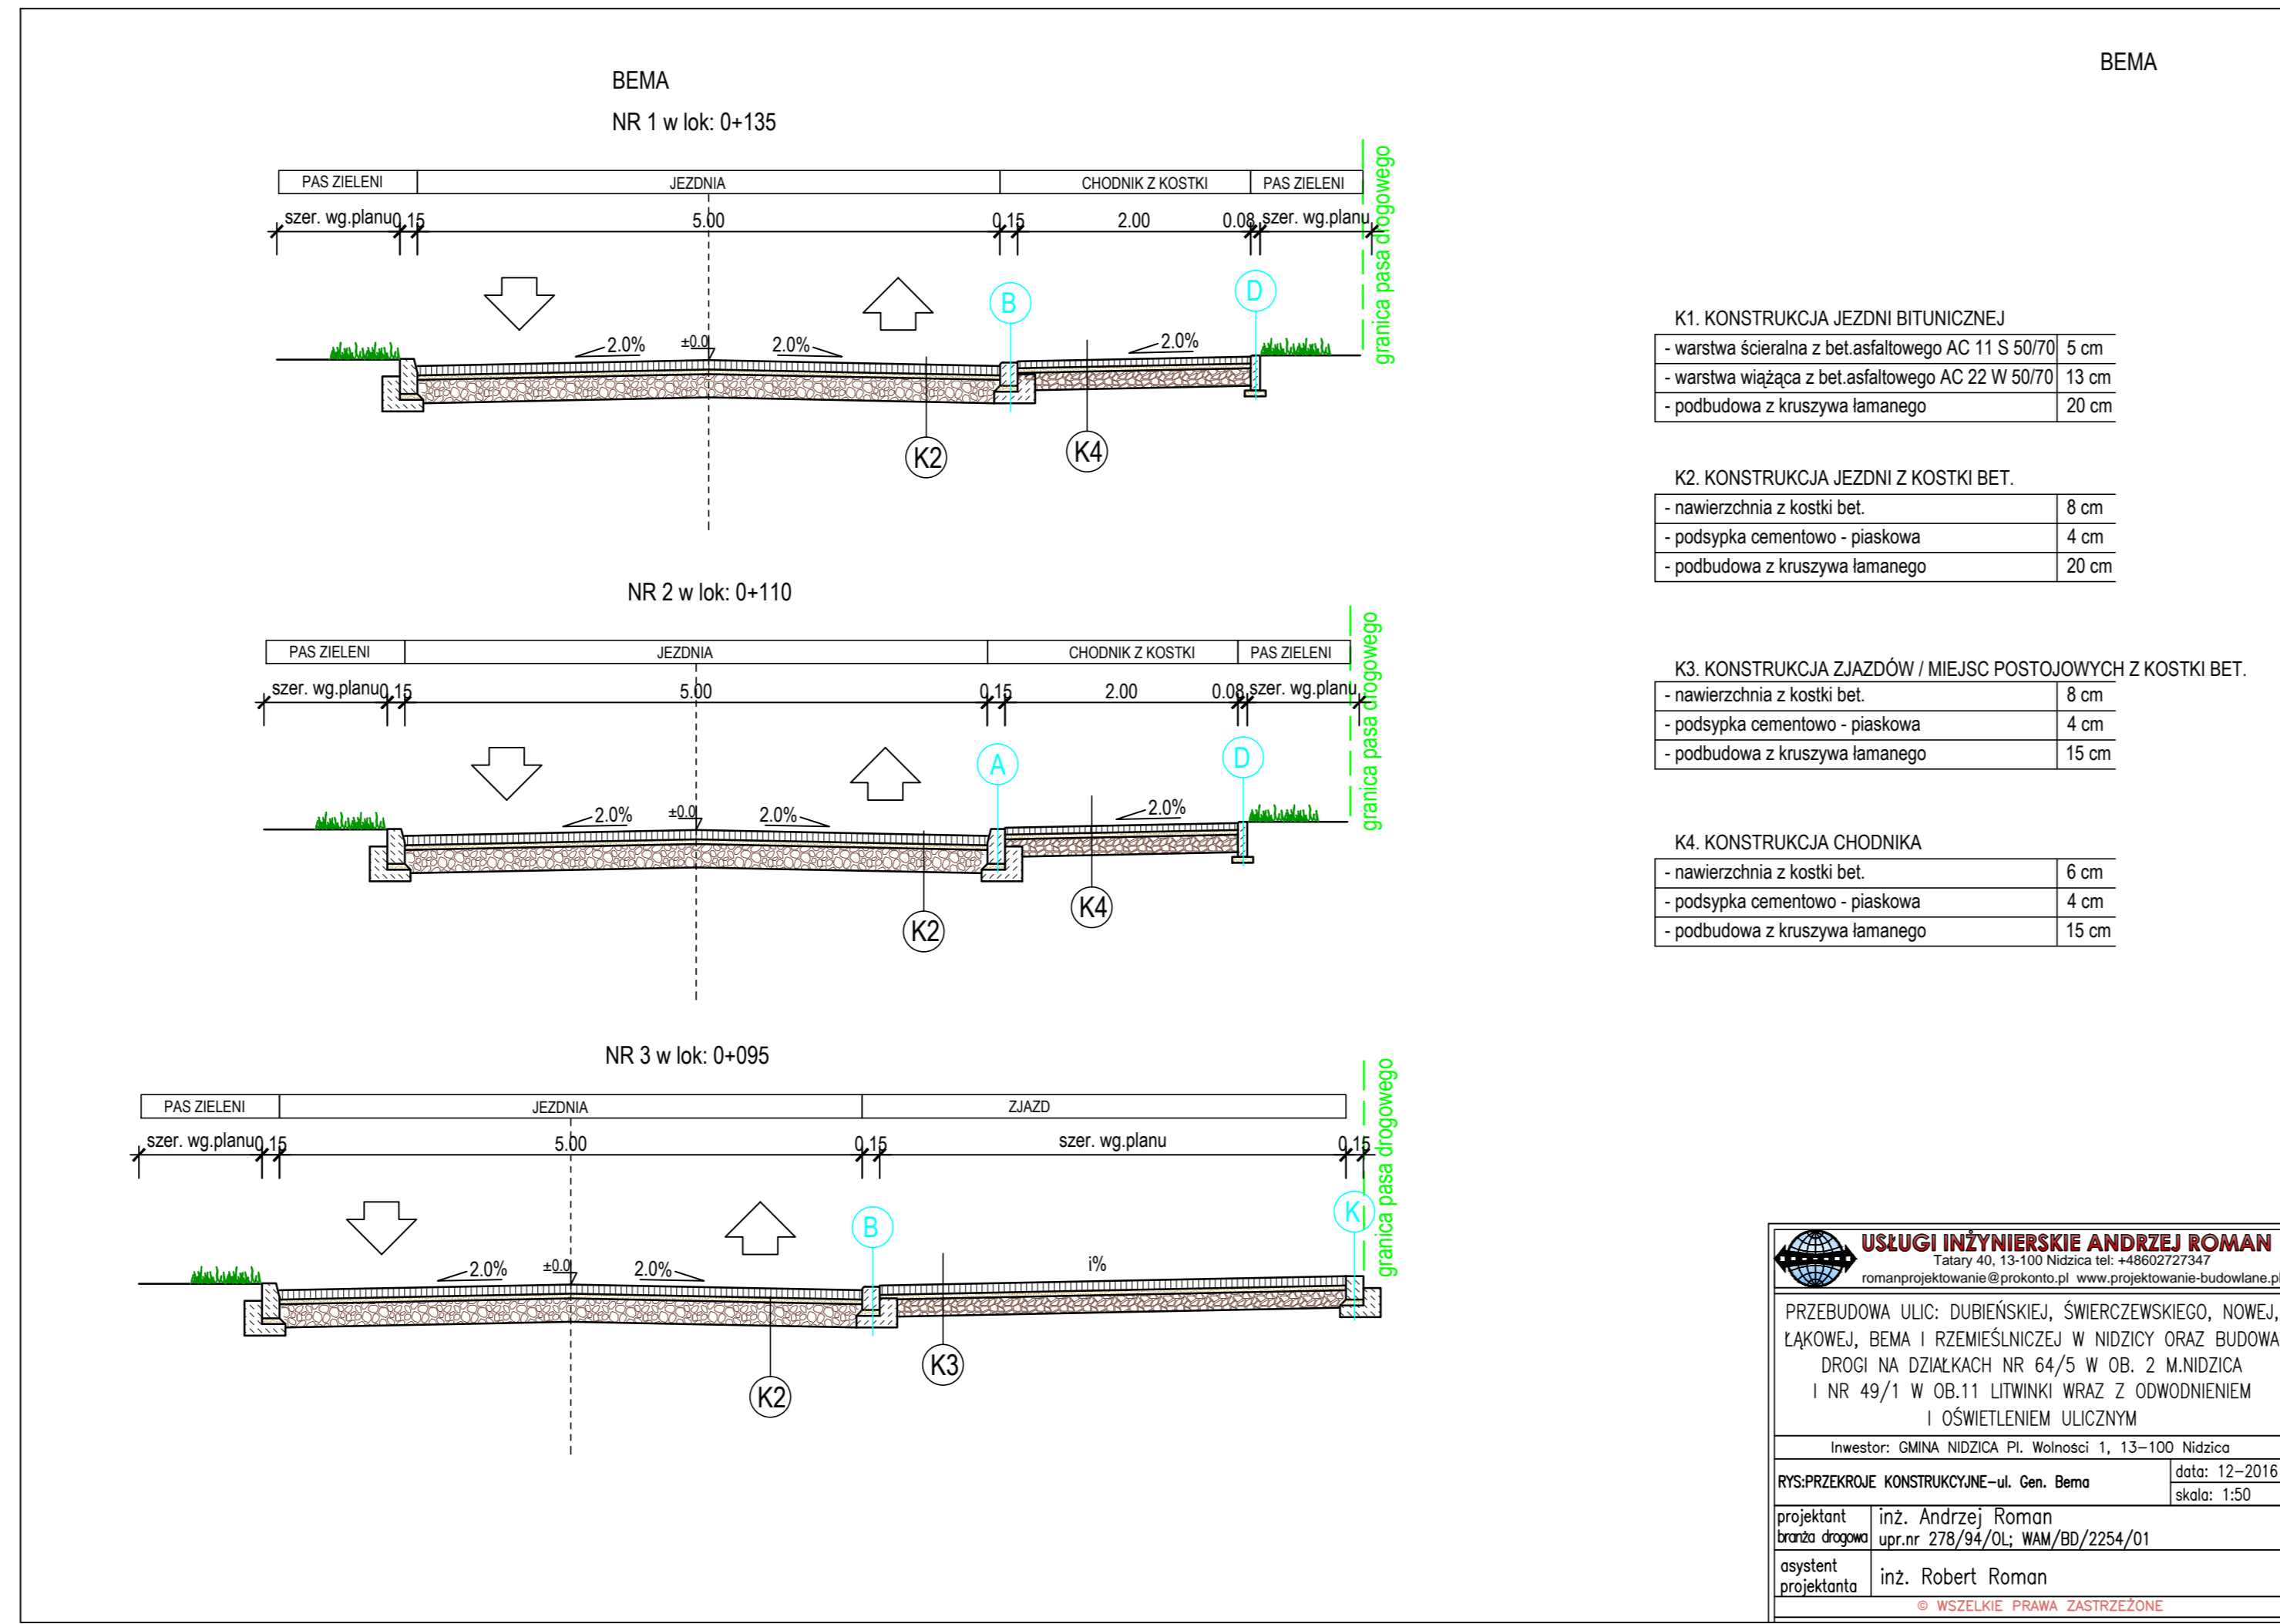 BEMA
BEMA
NR 1 w lok: 0+135
PAS ZIELENI JEZDNIA CHODNIK Z KOSTKI PAS ZIELENI
szer. wg.planu 0.15 5.00 0.15 2.00 0.08 szer. wg.planu
granica pasa drogowego
B D
2.0% ±0.0 2.0% 2.0%
K2 K4
NR 2 w lok: 0+110
PAS ZIELENI JEZDNIA CHODNIK Z KOSTKI PAS ZIELENI
szer. wg.planu 0.15 5.00 0.15 2.00 0.08 szer. wg.planu
granica pasa drogowego
A D
2.0% ±0.0 2.0% 2.0%
K2 K4
NR 3 w lok: 0+095
PAS ZIELENI JEZDNIA ZJAZD
szer. wg.planu 0.15 5.00 0.15 szer. wg.planu 0.15
granica pasa drogowego
B K
2.0% ±0.0 2.0% i%
K2 K3
K1. KONSTRUKCJA JEZDNI BITUNICZNEJ
- warstwa ścieralna z bet.asfaltowego AC 11 S 50/70 5 cm
- warstwa wiążąca z bet.asfaltowego AC 22 W 50/70 13 cm
- podbudowa z kruszywa łamanego 20 cm
K2. KONSTRUKCJA JEZDNI Z KOSTKI BET.
- nawierzchnia z kostki bet. 8 cm
- podsypka cementowo - piaskowa 4 cm
- podbudowa z kruszywa łamanego 20 cm
K3. KONSTRUKCJA ZJAZDÓW / MIEJSC POSTOJOWYCH Z KOSTKI BET.
- nawierzchnia z kostki bet. 8 cm
- podsypka cementowo - piaskowa 4 cm
- podbudowa z kruszywa łamanego 15 cm
K4. KONSTRUKCJA CHODNIKA
- nawierzchnia z kostki bet. 6 cm
- podsypka cementowo - piaskowa 4 cm
- podbudowa z kruszywa łamanego 15 cm
USŁUGI INŻYNIERSKIE ANDRZEJ ROMAN
Tatary 40, 13-100 Nidzica tel: +48602727347
romanprojektowanie@prokonto.pl www.projektowanie-budowlane.pl
PRZEBUDOWA ULIC: DUBIEŃSKIEJ, ŚWIERCZEWSKIEGO, NOWEJ,
ŁĄKOWEJ, BEMA I RZEMIEŚLNICZEJ W NIDZICY ORAZ BUDOWA
DROGI NA DZIAŁKACH NR 64/5 W OB. 2 M.NIDZICA
I NR 49/1 W OB.11 LITWINKI WRAZ Z ODWODNIENIEM
I OŚWIETLENIEM ULICZNYM
Inwestor: GMINA NIDZICA Pl. Wolności 1, 13-100 Nidzica
RYS:PRZEKROJE KONSTRUKCYJNE-ul. Gen. Bema
data: 12-2016
skala: 1:50
projektant
branża drogowa
inż. Andrzej Roman
upr.nr 278/94/OL; WAM/BD/2254/01
asystent
projektanta
inż. Robert Roman
© WSZELKIE PRAWA ZASTRZEŻONE